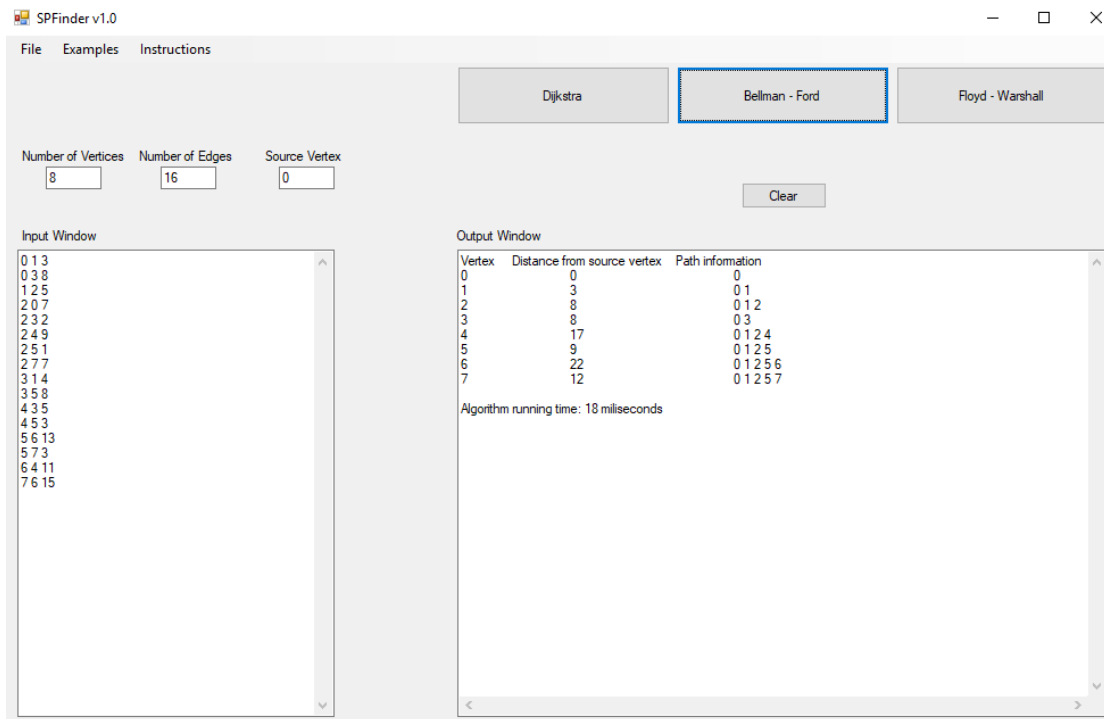 SPFinder v1.0
File Examples Instructions
Dijkstra Bellman - Ford Floyd - Warshall
Number of Vertices Number of Edges Source Vertex
8 16 0
Clear
Input Window
0 1 3
0 3 8
1 2 5
2 0 7
2 3 2
2 4 9
2 5 1
2 7 7
3 1 4
3 5 8
4 3 5
4 5 3
5 6 13
5 7 3
6 4 11
7 6 15
Output Window
Vertex Distance from source vertex Path information
0 0 0
1 3 0 1
2 8 0 1 2
3 8 0 3
4 17 0 1 2 4
5 9 0 1 2 5
6 22 0 1 2 5 6
7 12 0 1 2 5 7
Algorithm running time: 18 miliseconds